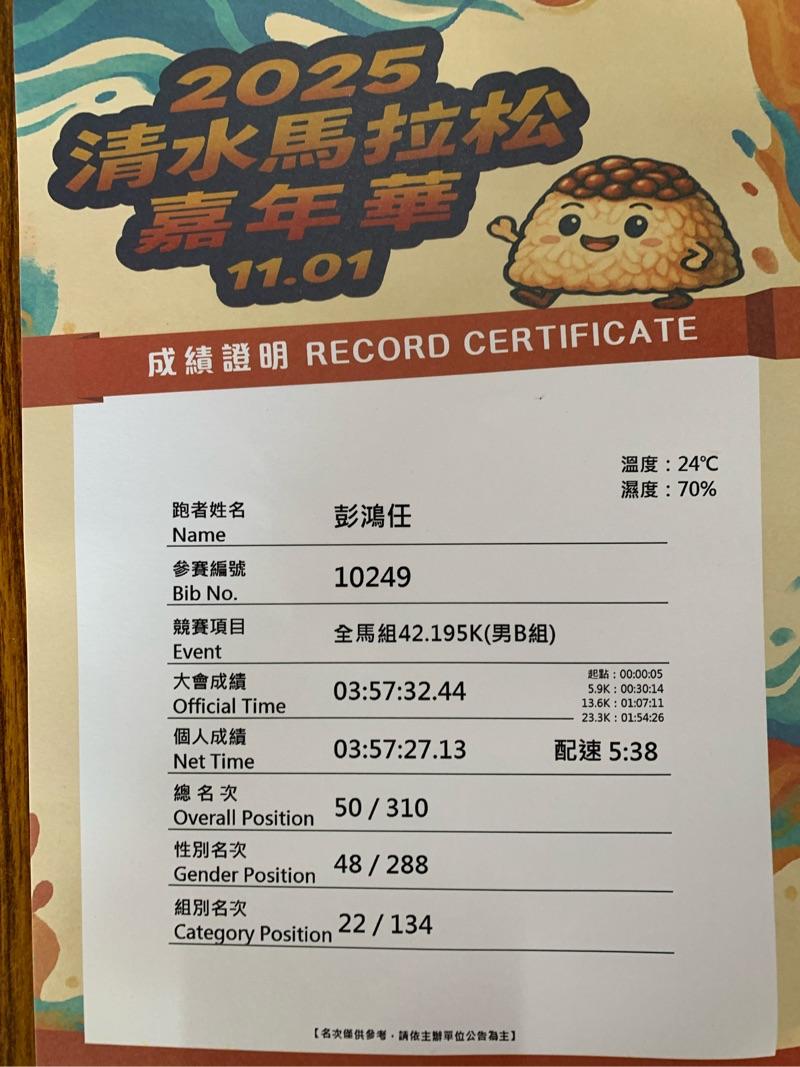 2025
清水馬拉松
嘉年華
11.01
成績證明 RECORD CERTIFICATE
溫度：24℃
濕度：70%
跑者姓名
Name
彭鴻任
參賽編號
Bib No.
10249
競賽項目
Event
全馬組42.195K(男B組)
大會成績
Official Time
03:57:32.44
起點：00:00:05
5.9K：00:30:14
13.6K：01:07:11
23.3K：01:54:26
個人成績
Net Time
03:57:27.13
配速 5:38
總名次
Overall Position
50 / 310
性別名次
Gender Position
48 / 288
組別名次
Category Position
22 / 134
【名次僅供參考，請依主辦單位公告為主】